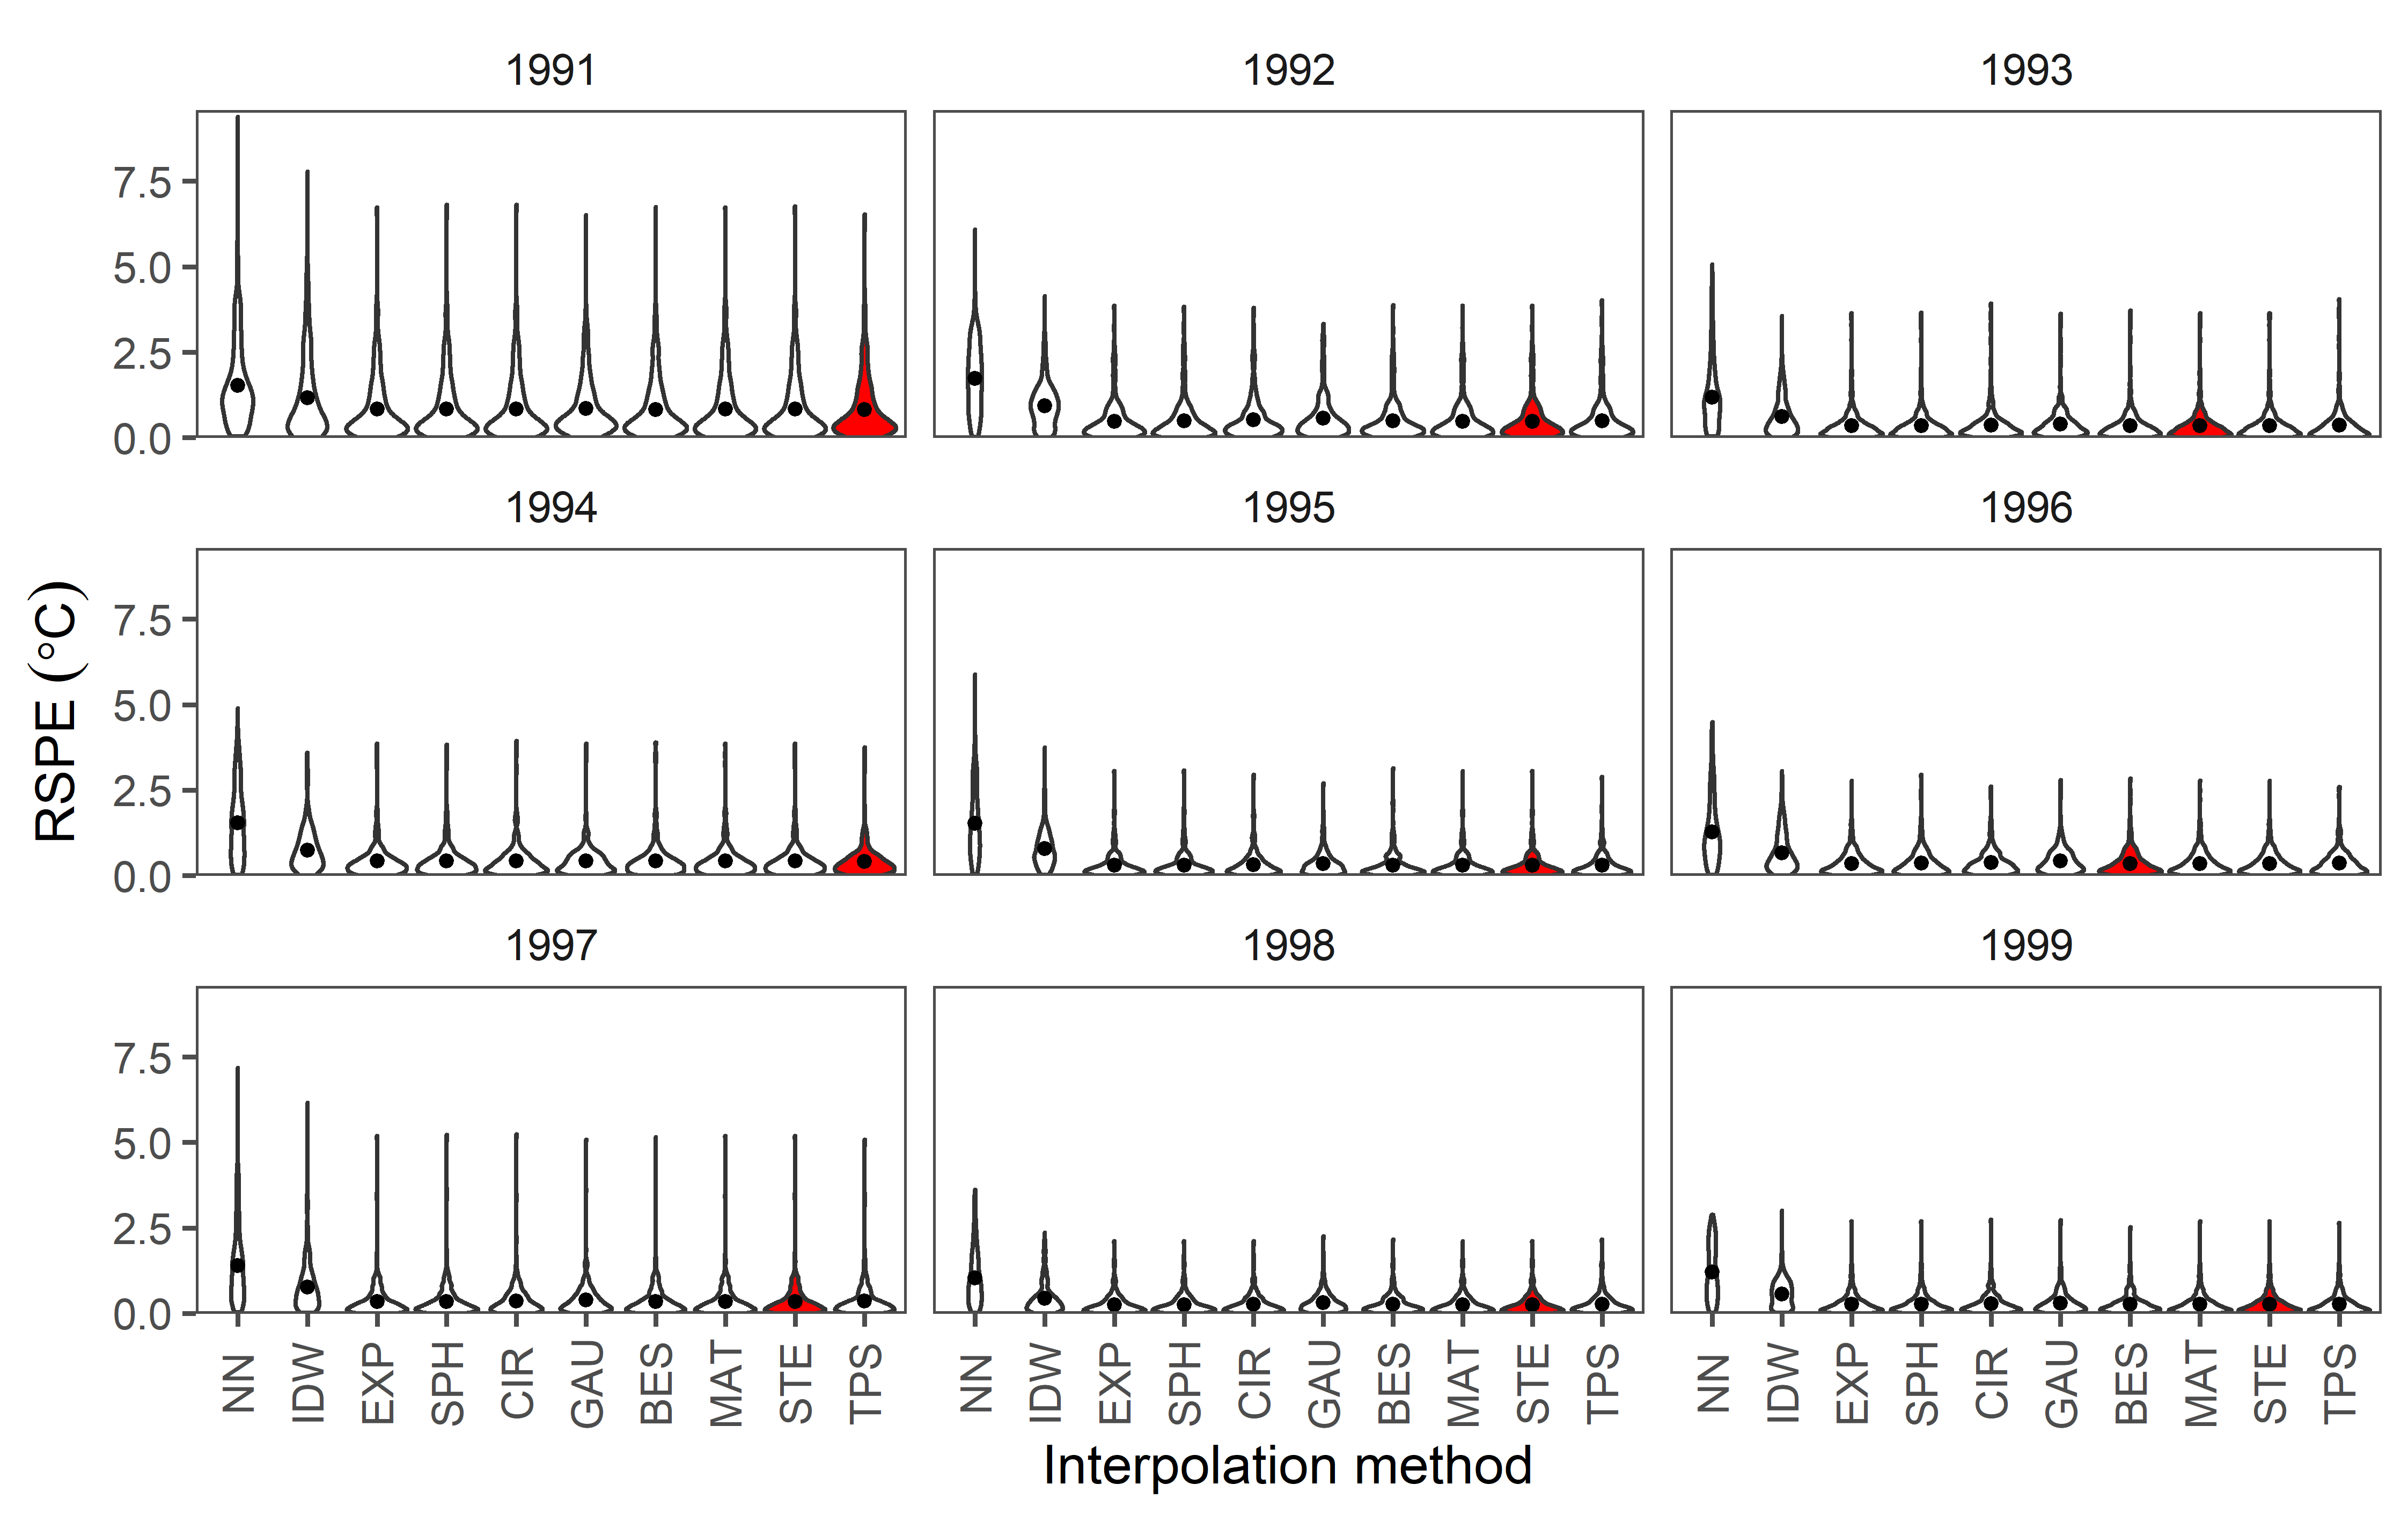 1991 1992 1993
7.5
5.0
2.5
0.0
1994 1995 1996
RSPE (°C)
7.5
5.0
2.5
0.0
1997 1998 1999
7.5
5.0
2.5
0.0
NN IDW EXP SPH CIR GAU BES MAT STE TPS NN IDW EXP SPH CIR GAU BES MAT STE TPS NN IDW EXP SPH CIR GAU BES MAT STE TPS
Interpolation method